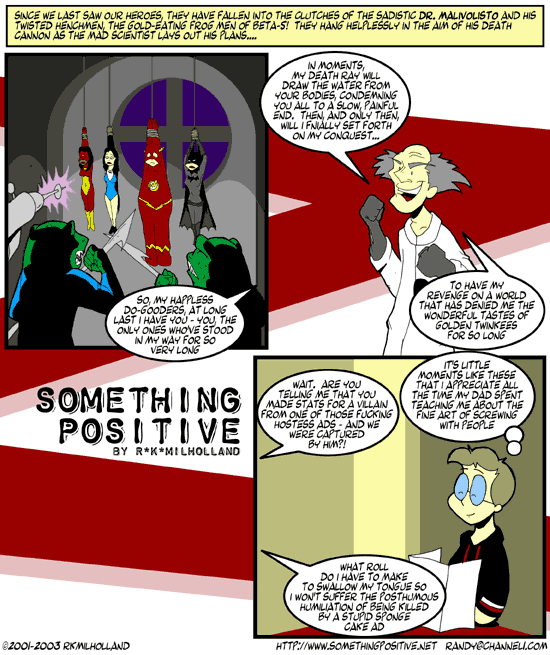 SINCE WE LAST SAW OUR HEROES, THEY HAVE FALLEN INTO THE CLUTCHES OF THE SADISTIC DR. MALIVOLISTO AND HIS
TWISTED HENCHMEN, THE GOLD-EATING FROG MEN OF BETA-5! THEY HANG HELPLESSLY IN THE AIM OF HIS DEATH
CANNON AS THE MAD SCIENTIST LAYS OUT HIS PLANS....
SO, MY HAPPLESS
DO-GOODERS, AT LONG
LAST I HAVE YOU - YOU, THE
ONLY ONES WHO'VE STOOD
IN MY WAY FOR SO
VERY LONG
IN MOMENTS,
MY DEATH RAY WILL
DRAW THE WATER FROM
YOUR BODIES, CONDEMNING
YOU ALL TO A SLOW, PAINFUL
END. THEN, AND ONLY THEN,
WILL I FNIALLY SET FORTH
ON MY CONQUEST...
TO HAVE MY
REVENGE ON A WORLD
THAT HAS DENIED ME THE
WONDERFUL TASTES OF
GOLDEN TWINKEES
FOR SO LONG
SOMETHING
POSITIVE
BY R*K*MILHOLLAND
WAIT. ARE YOU
TELLING ME THAT YOU
MADE STATS FOR A VILLAIN
FROM ONE OF THOSE FUCKING
HOSTESS ADS - AND WE
WERE CAPTURED
BY HIM?!
IT'S LITTLE
MOMENTS LIKE THESE
THAT I APPRECIATE ALL
THE TIME MY DAD SPENT
TEACHING ME ABOUT THE
FINE ART OF SCREWING
WITH PEOPLE
WHAT ROLL
DO I HAVE TO MAKE
TO SWALLOW MY TONGUE SO
I WON'T SUFFER THE POSTHUMOUS
HUMILIATION OF BEING KILLED
BY A STUPID SPONGE
CAKE AD
©2001-2003 RKMILHOLLAND
HTTP://WWW.SOMETHINGPOSITIVE.NET RANDY@CHANNEL1.COM